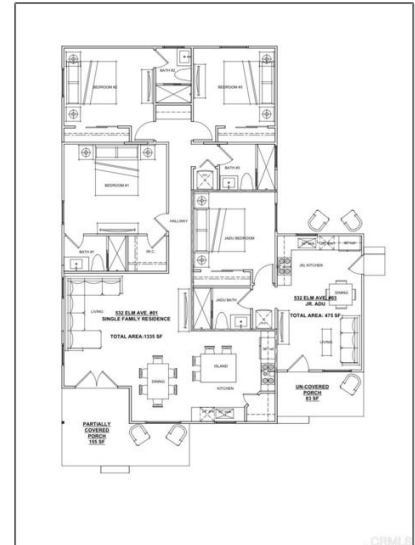 BATH #2
BEDROOM #2
BEDROOM #3
BATH #3
BEDROOM #1
HALLWAY
JADU BEDROOM
BATH #1
W.C.
JAU KITCHEN
JADU BATH
DINING
532 ELM AVE. #01
SINGLE FAMILY RESIDENCE
TOTAL AREA:1335 SF
LIVING
532 ELM AVE. #03
JR. ADU
TOTAL AREA: 475 SF
LIVING
ISLAND
DINING
KITCHEN
UN-COVERED
PORCH
63 SF
PARTIALLY
COVERED
PORCH
155 SF
CRMLS